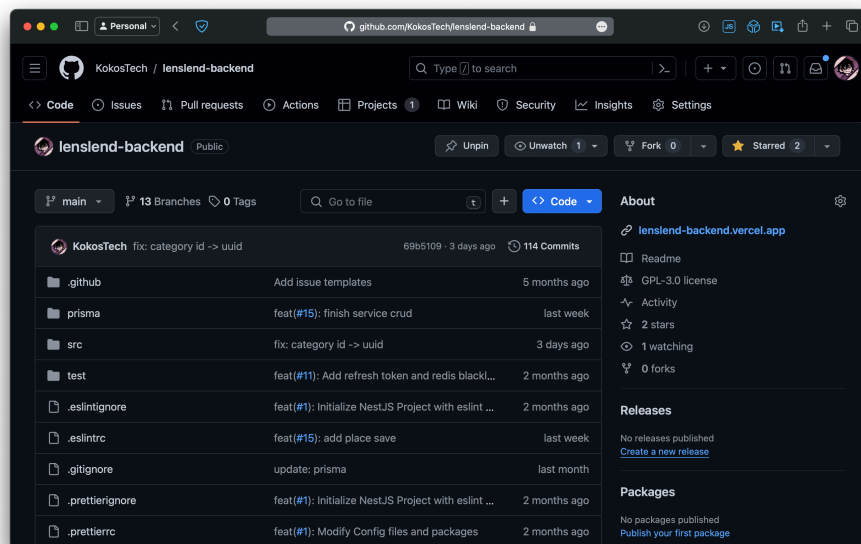 Personal
github.com/KokosTech/lenslend-backend
JS
KokosTech / lenslend-backend
Type / to search
Code
Issues
Pull requests
Actions
Projects 1
Wiki
Security
Insights
Settings
lenslend-backend Public
Unpin
Unwatch 1
Fork 0
Starred 2
main
13 Branches
0 Tags
Go to file
t
Code
About
lenslend-backend.vercel.app
KokosTech fix: category id -> uuid
69b5109 · 3 days ago
114 Commits
Readme
GPL-3.0 license
Activity
2 stars
1 watching
0 forks
.github Add issue templates 5 months ago
prisma feat(#15): finish service crud last week
src fix: category id -> uuid 3 days ago
test feat(#11): Add refresh token and redis blackl... 2 months ago
.eslintignore feat(#1): Initialize NestJS Project with eslint ... 2 months ago
.eslintrc feat(#15): add place save last week
.gitignore update: prisma last month
.prettierignore feat(#1): Initialize NestJS Project with eslint ... 2 months ago
.prettierrc feat(#1): Modify Config files and packages 2 months ago
Releases
No releases published
Create a new release
Packages
No packages published
Publish your first package